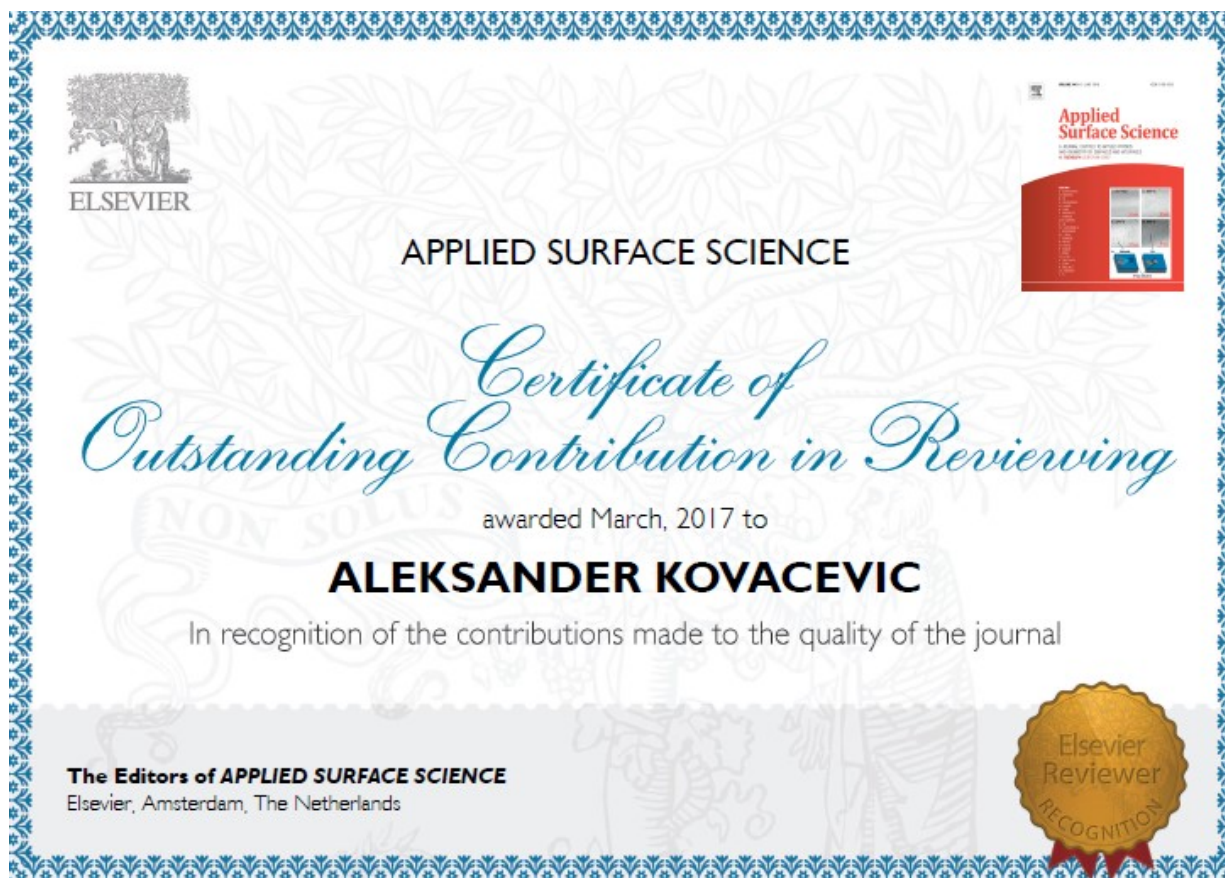 ELSEVIER
Applied
Surface Science
APPLIED SURFACE SCIENCE
Certificate of
Outstanding Contribution in Reviewing
NON SOLUS
awarded March, 2017 to
ALEKSANDER KOVACEVIC
In recognition of the contributions made to the quality of the journal
The Editors of APPLIED SURFACE SCIENCE
Elsevier, Amsterdam, The Netherlands
Elsevier
Reviewer
RECOGNITION